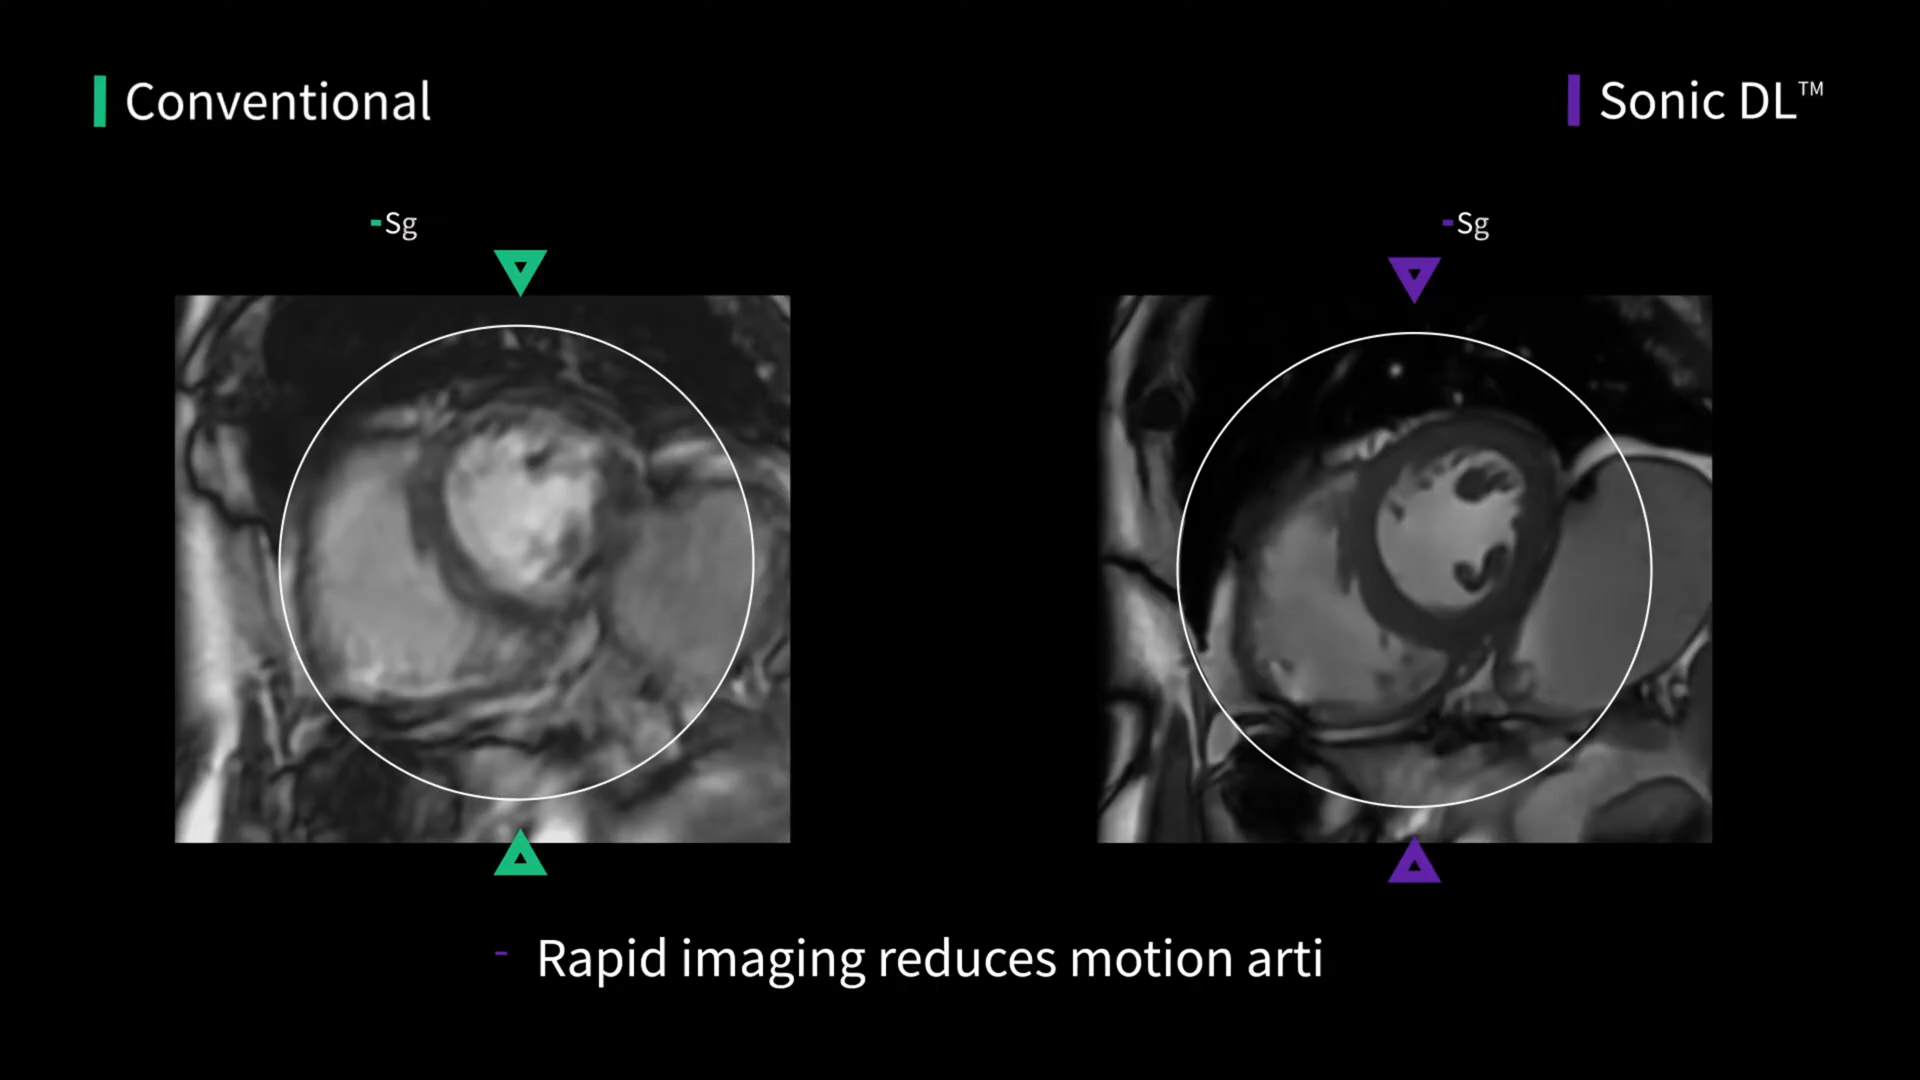 Conventional
Sonic DL™
-Sg
-Sg
- Rapid imaging reduces motion arti